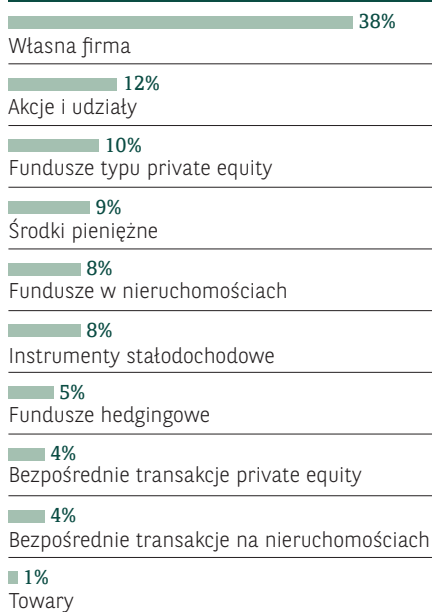 38%
Własna firma
12%
Akcje i udziały
10%
Fundusze typu private equity
9%
Środki pieniężne
8%
Fundusze w nieruchomościach
8%
Instrumenty stałodochodowe
5%
Fundusze hedgingowe
4%
Bezpośrednie transakcje private equity
4%
Bezpośrednie transakcje na nieruchomościach
1%
Towary